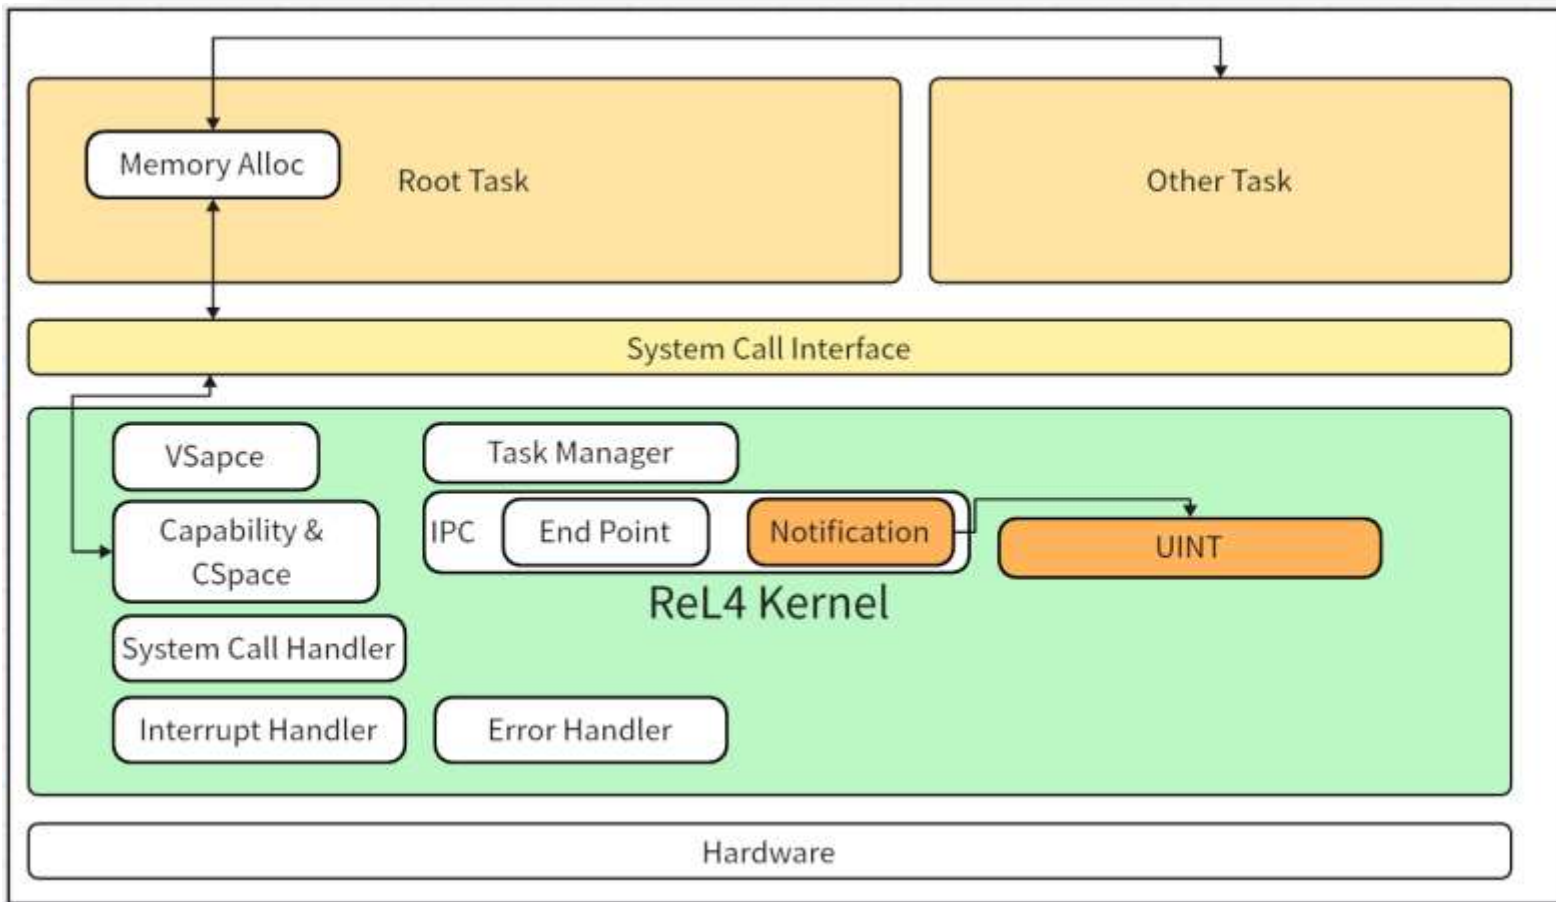 Memory Alloc
Root Task
Other Task
System Call Interface
VSapce
Task Manager
Capability &
CSpace
IPC
End Point
Notification
UINT
ReL4 Kernel
System Call Handler
Interrupt Handler
Error Handler
Hardware